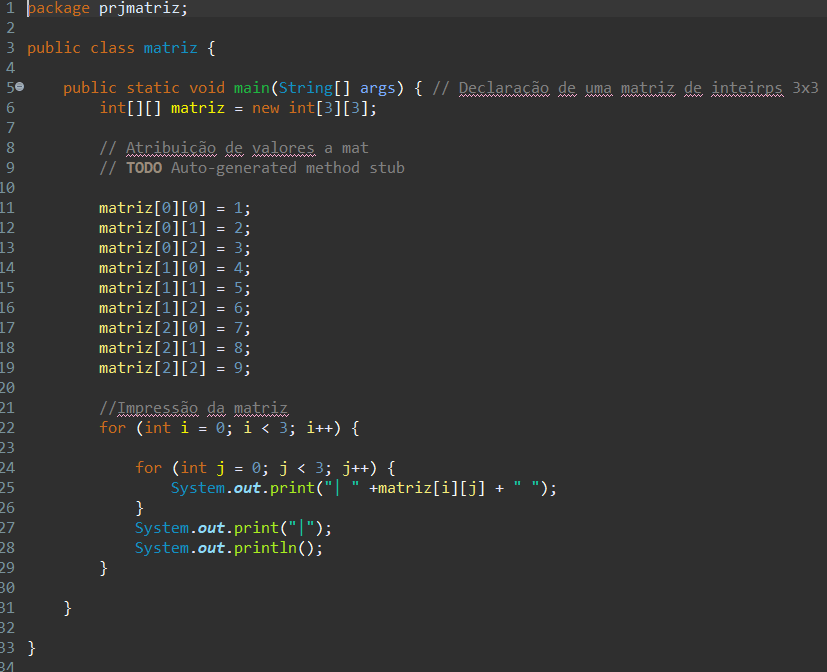 1 package prjmatriz;
2
3 public class matriz {
4
5 public static void main(String[] args) { // Declaração de uma matriz de inteirps 3x3
6 int[][] matriz = new int[3][3];
7
8 // Atribuição de valores a mat
9 // TODO Auto-generated method stub
10
11 matriz[0][0] = 1;
12 matriz[0][1] = 2;
13 matriz[0][2] = 3;
14 matriz[1][0] = 4;
15 matriz[1][1] = 5;
16 matriz[1][2] = 6;
17 matriz[2][0] = 7;
18 matriz[2][1] = 8;
19 matriz[2][2] = 9;
20
21 //Impressão da matriz
22 for (int i = 0; i < 3; i++) {
23
24 for (int j = 0; j < 3; j++) {
25 System.out.print("| " +matriz[i][j] + " ");
26 }
27 System.out.print("|");
28 System.out.println();
29 }
30
31 }
32
33 }
34